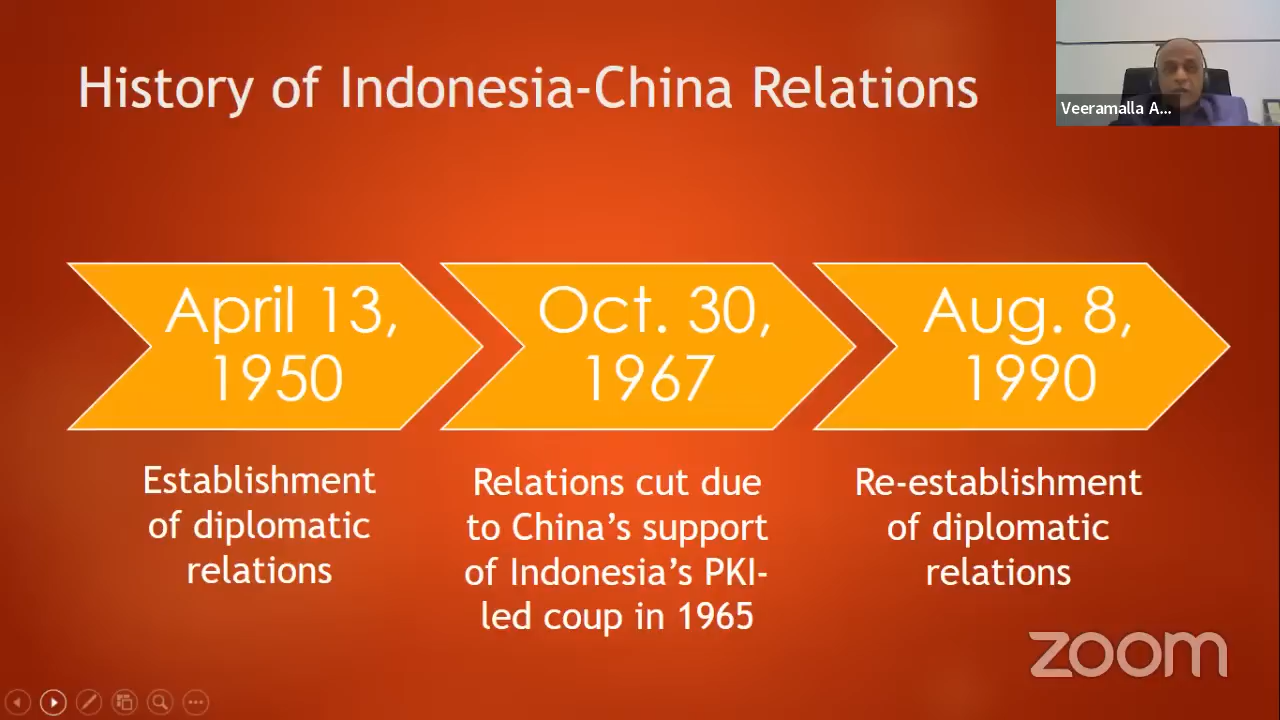 History of Indonesia-China Relations
Veeramalla A...
April 13,
1950
Oct. 30,
1967
Aug. 8,
1990
Establishment
of diplomatic
relations
Relations cut due
to China’s support
of Indonesia’s PKI-
led coup in 1965
Re-establishment
of diplomatic
relations
zoom